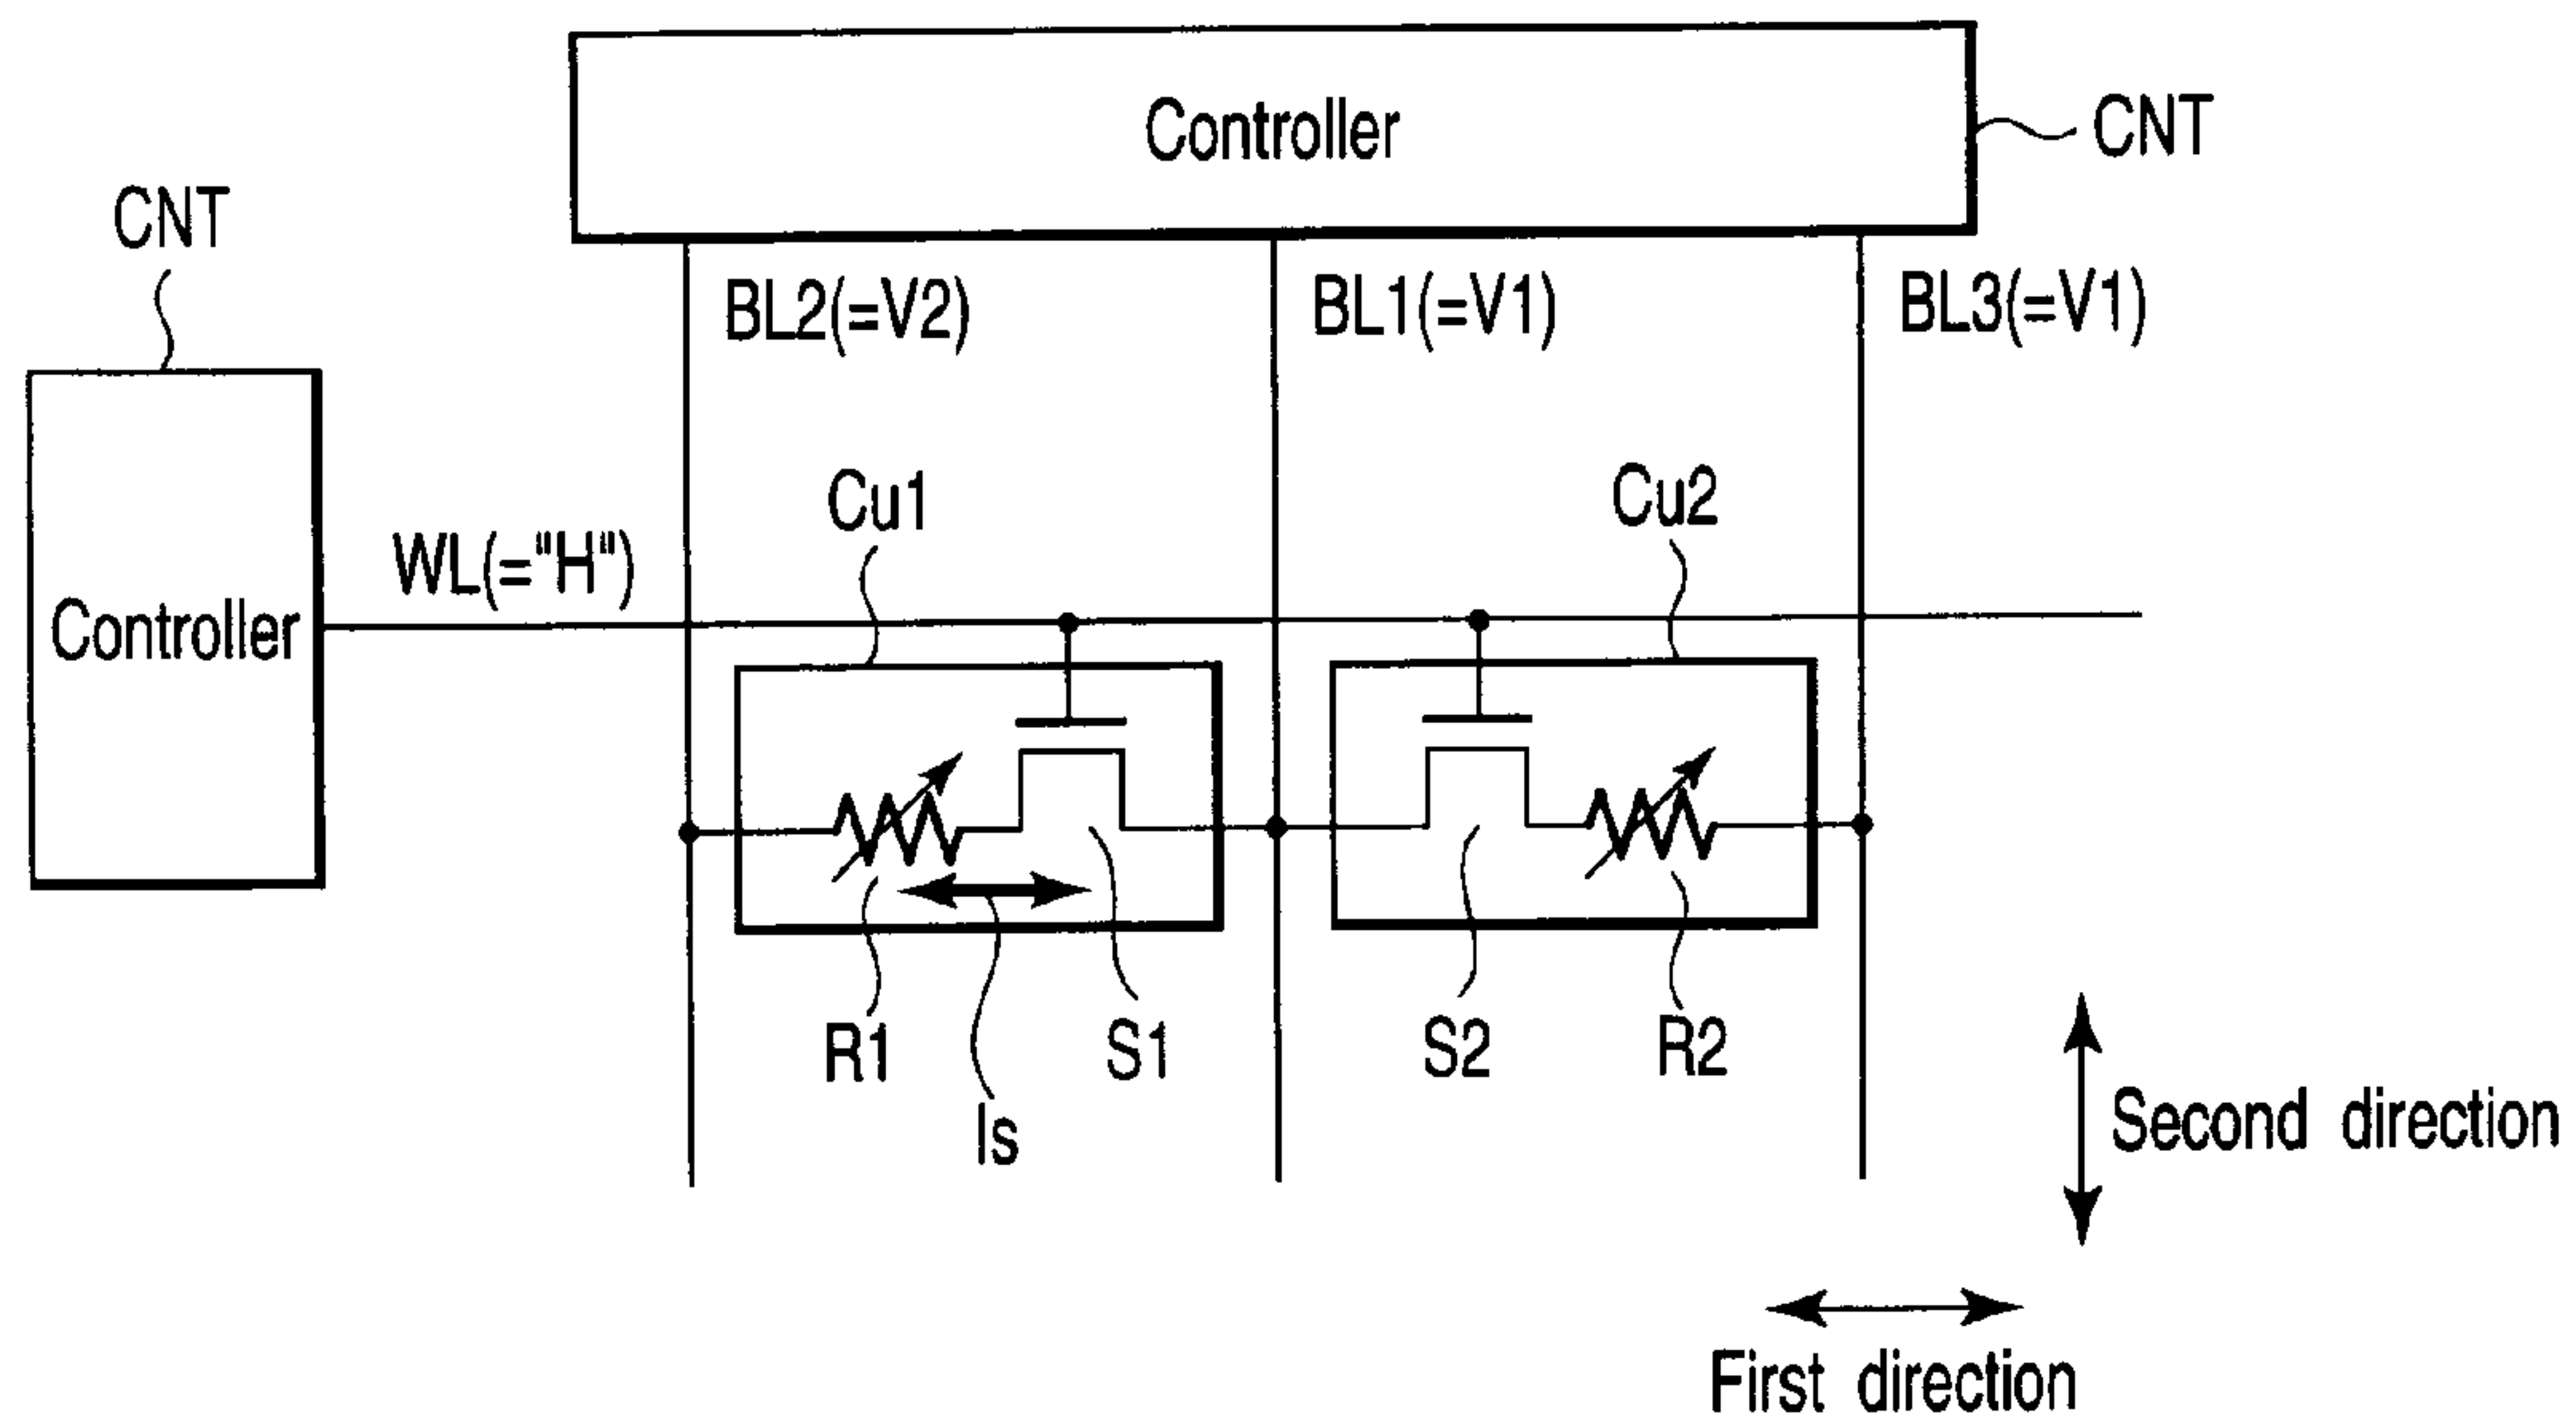 Controller
CNT
CNT
BL2(=V2)
BL1(=V1)
BL3(=V1)
Cu1
Cu2
WL(="H")
Controller
R1
S1
S2
R2
Is
Second direction
First direction